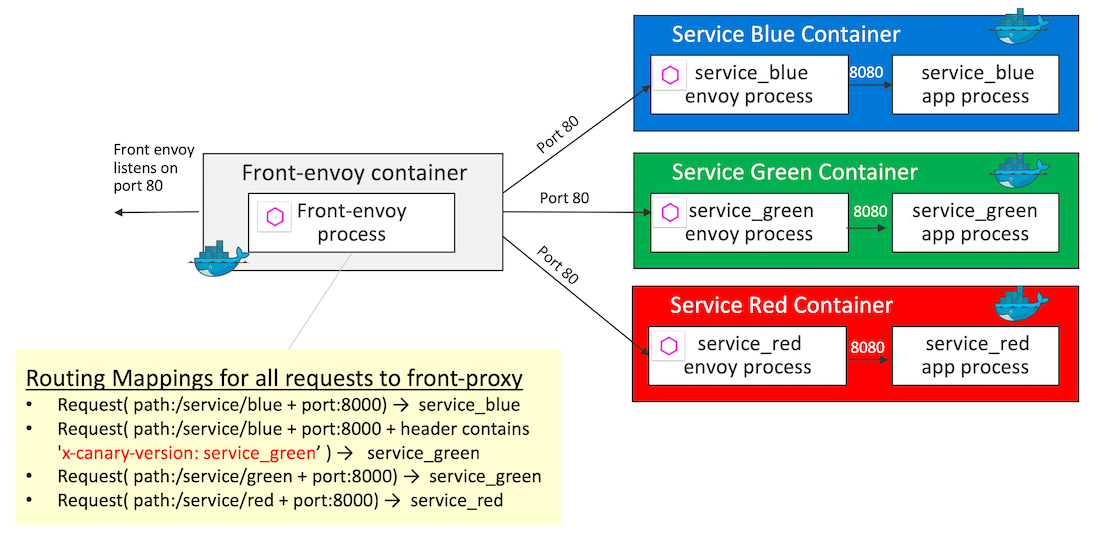 Service Blue Container
service_blue
envoy process
8080
service_blue
app process
Port 80
Front envoy
listens on
port 80
Front-envoy container
Front-envoy
process
Port 80
Service Green Container
service_green
envoy process
8080
service_green
app process
Port 80
Service Red Container
service_red
envoy process
8080
service_red
app process
Routing Mappings for all requests to front-proxy
• Request( path:/service/blue + port:8000) → service_blue
• Request( path:/service/blue + port:8000 + header contains
'x-canary-version: service_green’ ) → service_green
• Request( path:/service/green + port:8000) → service_green
• Request( path:/service/red + port:8000) → service_red